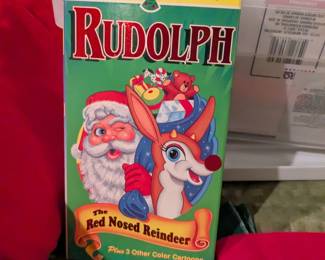 RUDOLPH
The
Red Nosed Reindeer
Plus 3 Other Color Cartoons